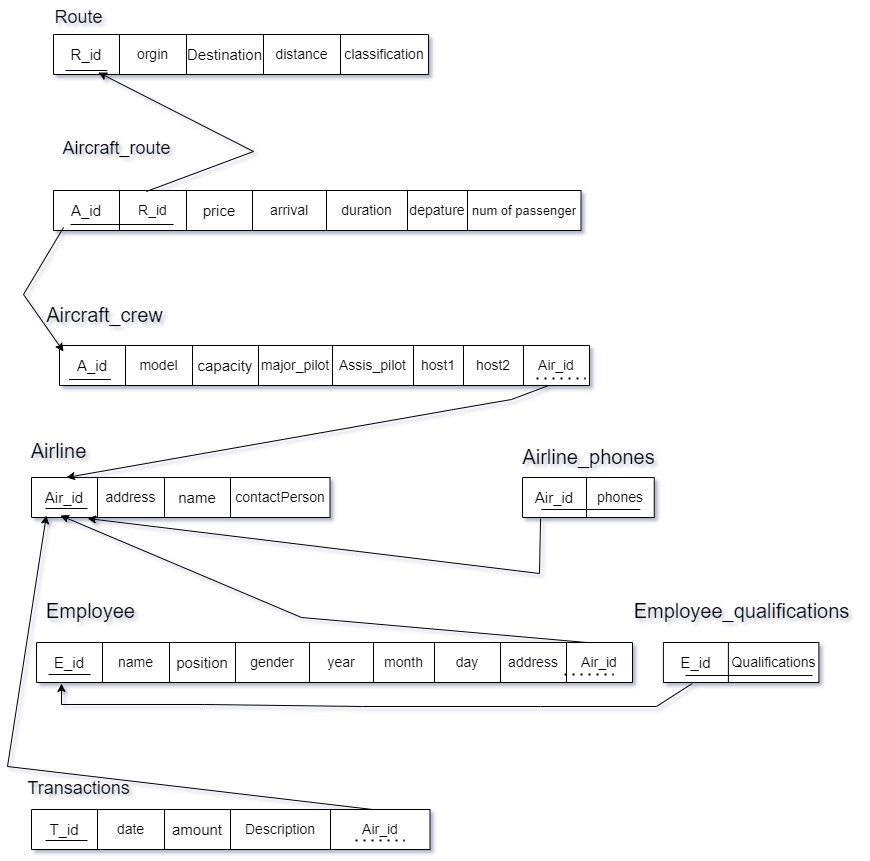 Route
R_id orgin Destination distance classification
Aircraft_route
A_id R_id price arrival duration depature num of passenger
Aircraft_crew
A_id model capacity major_pilot Assis_pilot host1 host2 Air_id
Airline
Air_id address name contactPerson
Airline_phones
Air_id phones
Employee
E_id name position gender year month day address Air_id
Employee_qualifications
E_id Qualifications
Transactions
T_id date amount Description Air_id